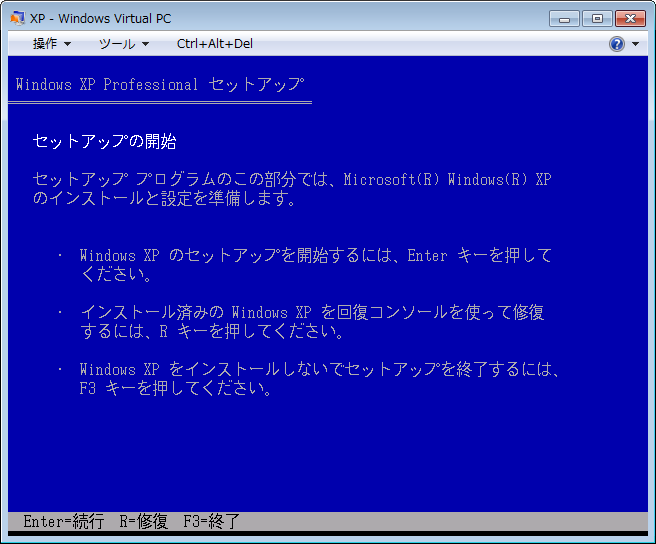 XP - Windows Virtual PC
操作 ツール Ctrl+Alt+Del
Windows XP Professional セットアップ
セットアップの開始
セットアップ プログラムのこの部分では、Microsoft(R) Windows(R) XP
のインストールと設定を準備します。
・ Windows XP のセットアップを開始するには、Enter キーを押して
ください。
・ インストール済みの Windows XP を回復コンソールを使って修復
するには、R キーを押してください。
・ Windows XP をインストールしないでセットアップを終了するには、
F3 キーを押してください。
Enter=続行 R=修復 F3=終了